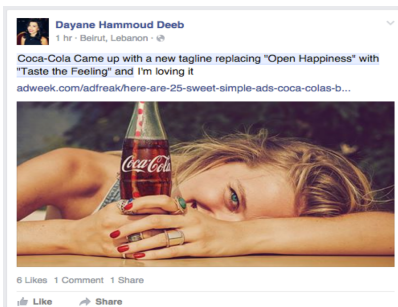 Dayane Hammoud Deeb
1 hr · Beirut, Lebanon ·
Coca-Cola Came up with a new tagline replacing "Open Happiness" with
"Taste the Feeling" and I'm loving it
adweek.com/adfreak/here-are-25-sweet-simple-ads-coca-colas-b...
Coca-Cola
6 Likes 1 Comment 1 Share
Like Share